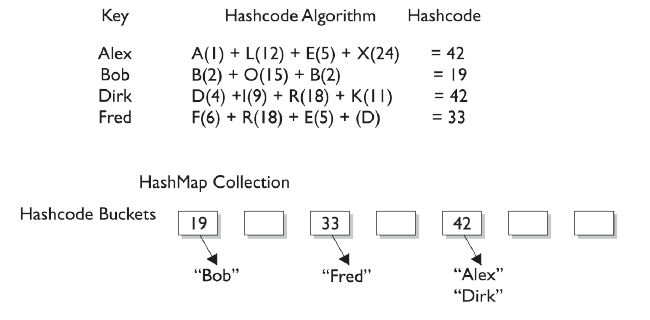 Key Hashcode Algorithm Hashcode
Alex A(1) + L(12) + E(5) + X(24) = 42
Bob B(2) + O(15) + B(2) = 19
Dirk D(4) +I(9) + R(18) + K(11) = 42
Fred F(6) + R(18) + E(5) + (D) = 33
HashMap Collection
Hashcode Buckets 19 33 42
“Bob” “Fred” “Alex”
“Dirk”